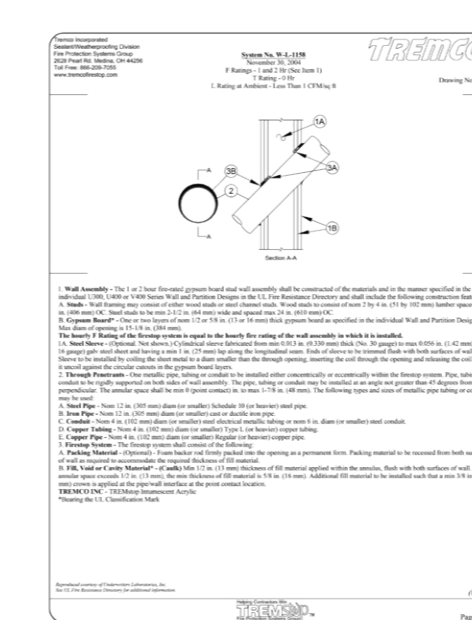 Tremco Incorporated
Sealant/Weatherproofing Division
Fire Protection Systems Group
Medina, OH 44256
Toll Free: 866-209-7055
www.tremcofirestop.com
System No. W-L-1158
November 30, 2004
F Ratings - 1 and 2 Hr (See Item 1)
T Rating - 0 Hr
L Rating at Ambient - Less Than 1 CFM/sq ft
TREMCO
Drawing No
1A
A
3B
3A
2
A
1B
Section A-A
1. Wall Assembly - The 1 or 2 hour fire-rated gypsum board stud wall assembly shall be constructed of the materials and in the manner specified in the
individual U300, U400 or V400 Series Wall and Partition Designs in the UL Fire Resistance Directory and shall include the following construction feat
A. Studs - Wall framing may consist of either wood studs or steel channel studs. Wood studs to consist of nom 2 by 4 in. (51 by 102 mm) lumber space
in. (406 mm) OC. Steel studs to be min 2-1/2 in. (64 mm) wide and spaced max 24 in. (610 mm) OC
B. Gypsum Board* - One or two layers of nom 1/2 or 5/8 in. (13 or 16 mm) thick gypsum board as specified in the individual Wall and Partition Desig
Max diam of opening is 15-1/8 in. (384 mm).
The hourly F Rating of the firestop system is equal to the hourly fire rating of the wall assembly in which it is installed.
1A. Steel Sleeve - (Optional, Not shown.) Cylindrical sleeve fabricated from min 0.013 in. (0.330 mm) thick (No. 30 gauge) to max 0.056 in. (1.42 mm)
16 gauge) galv sheet steel and having a min 1 in. (25 mm) lap along the longitudinal seam. Ends of sleeve to be trimmed flush with both surfaces of wal
Sleeve to be installed by coiling the sheet metal to a diam smaller than the through opening, inserting the coil through the opening and releasing the coil
it uncoil against the circular cutouts in the gypsum board layers.
2. Through Penetrants - One metallic pipe, tubing or conduit to be installed either concentrically or eccentrically within the firestop system. Pipe, tubin
conduit to be rigidly supported on both sides of wall assembly. The pipe, tubing or conduit may be installed at an angle not greater than 45 degrees from
perpendicular. The annular space shall be min 0 (point contact) in. to max 1-7/8 in. (48 mm). The following types and sizes of metallic pipe tubing or co
may be used:
A. Steel Pipe - Nom 12 in. (305 mm) diam (or smaller) Schedule 10 (or heavier) steel pipe.
B. Iron Pipe - Nom 12 in. (305 mm) diam (or smaller) cast or ductile iron pipe.
C. Conduit - Nom 4 in. (102 mm) diam (or smaller) steel electrical metallic tubing or nom 6 in. diam (or smaller) steel conduit.
D. Copper Tubing - Nom 4 in. (102 mm) diam (or smaller) Type L (or heavier) copper tubing.
E. Copper Pipe - Nom 4 in. (102 mm) diam (or smaller) Regular (or heavier) copper pipe.
3. Firestop System - The firestop system shall consist of the following:
A. Packing Material - (Optional) - Foam backer rod firmly packed into the opening as a permanent form. Packing material to be recessed from both su
of wall as required to accommodate the required thickness of fill material.
B. Fill, Void or Cavity Material* - (Caulk) Min 1/2 in. (13 mm) thickness of fill material applied within the annulus, flush with both surfaces of wall.
annular space exceeds 1/2 in. (13 mm), the min thickness of fill material is 5/8 in. (16 mm). Additional fill material to be installed such that a min 3/8 in
mm) crown is applied at the pipe/wall interface at the point contact location.
TREMCO INC - TREMstop Intumescent Acrylic
*Bearing the UL Classification Mark
Reproduced courtesy of Underwriters Laboratories, Inc.
See UL Fire Resistance Directory for additional information.
Helping Contractors Win
TREMSTOP™
Fire Protection Systems Group